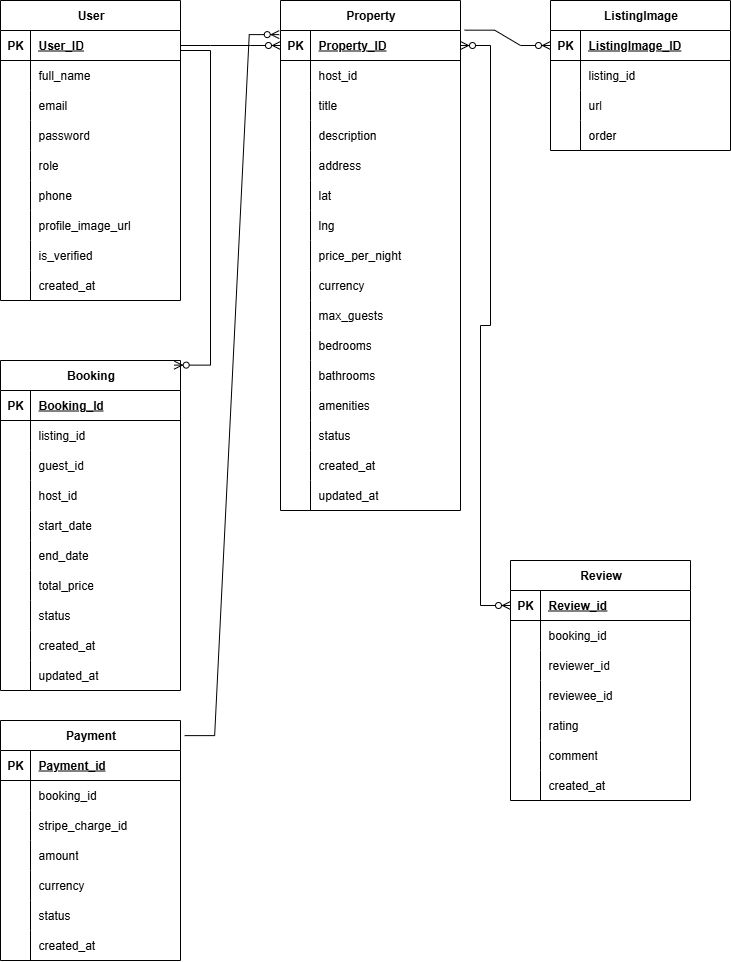 User
PK User_ID
full_name
email
password
role
phone
profile_image_url
is_verified
created_at
Property
PK Property_ID
host_id
title
description
address
lat
lng
price_per_night
currency
max_guests
bedrooms
bathrooms
amenities
status
created_at
updated_at
ListingImage
PK ListingImage_ID
listing_id
url
order
Booking
PK Booking_Id
listing_id
guest_id
host_id
start_date
end_date
total_price
status
created_at
updated_at
Review
PK Review_id
booking_id
reviewer_id
reviewee_id
rating
comment
created_at
Payment
PK Payment_id
booking_id
stripe_charge_id
amount
currency
status
created_at